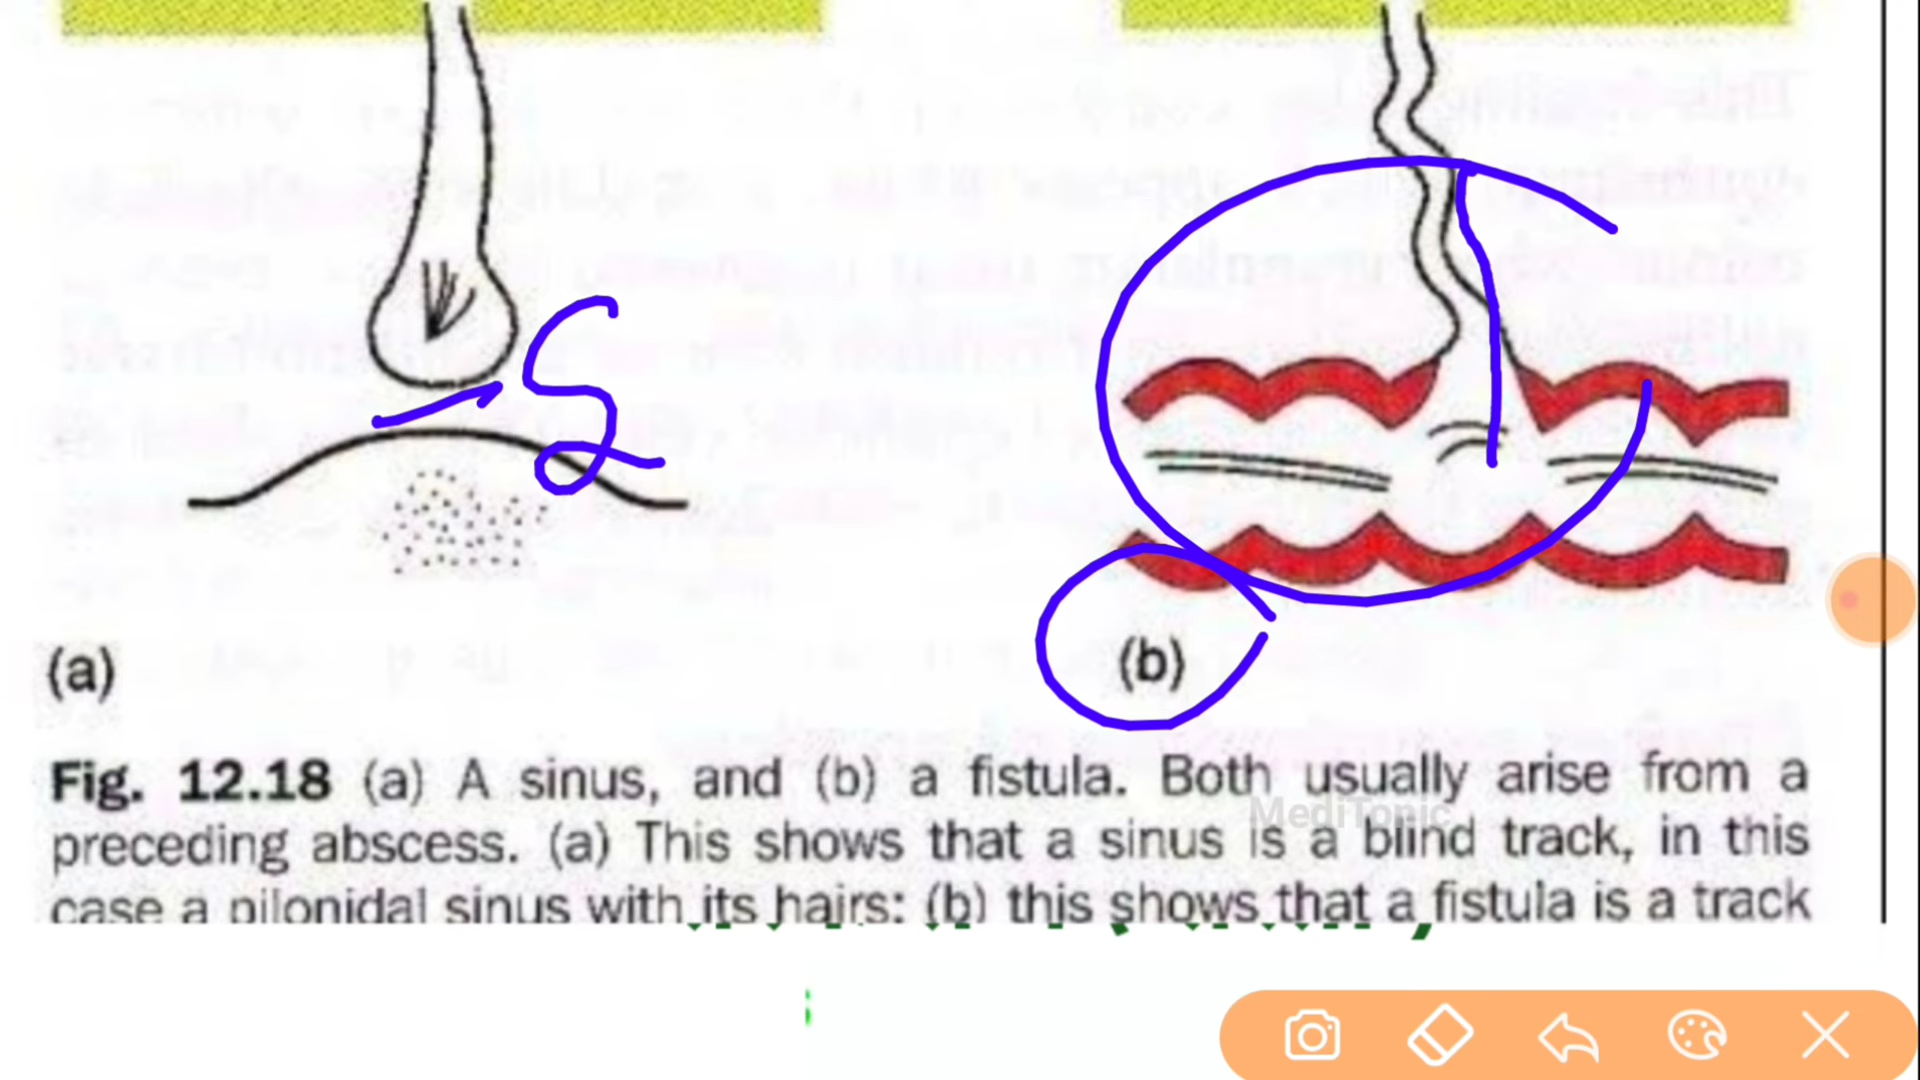 (a)
(b)
Fig. 12.18 (a) A sinus, and (b) a fistula. Both usually arise from a
MediTonic
preceding abscess. (a) This shows that a sinus is a blind track, in this
case a pilonidal sinus with its hairs; (b) this shows that a fistula is a track